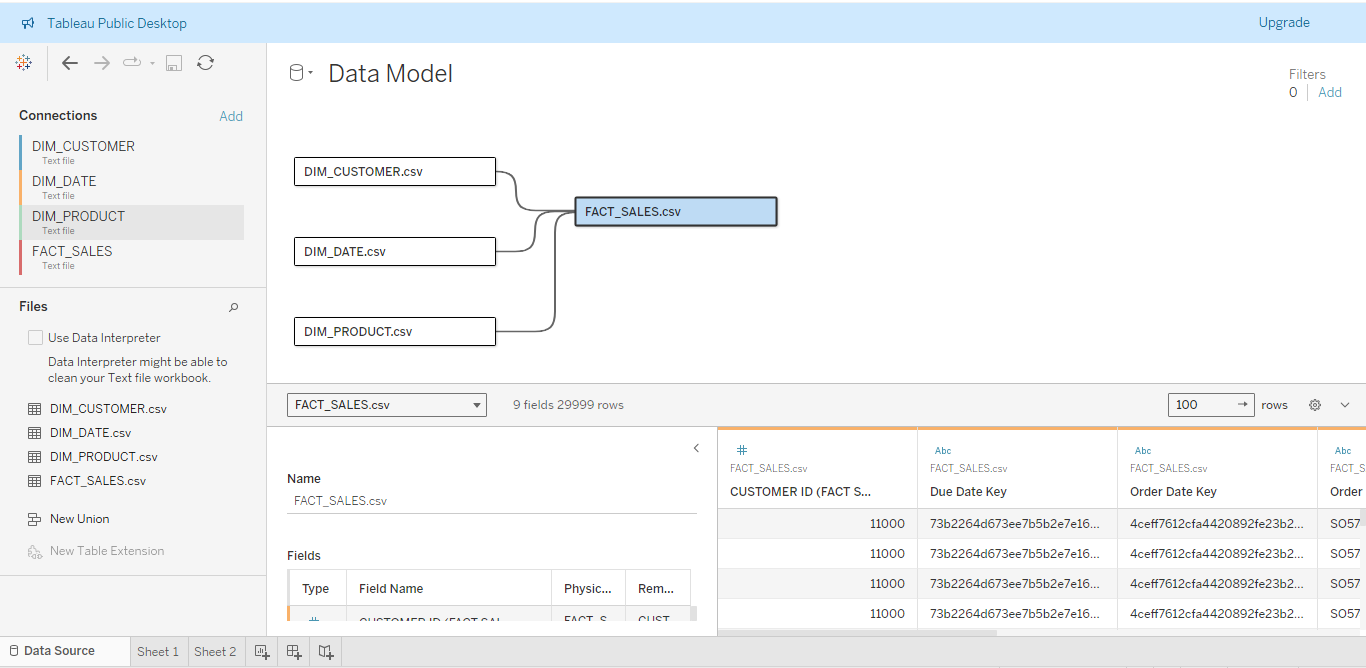 Tableau Public Desktop
Upgrade
Data Model
Filters
0 Add
Connections Add
DIM_CUSTOMER
Text file
DIM_DATE
Text file
DIM_PRODUCT
Text file
FACT_SALES
Text file
DIM_CUSTOMER.csv
DIM_DATE.csv
DIM_PRODUCT.csv
FACT_SALES.csv
Files
Use Data Interpreter
Data Interpreter might be able to
clean your Text file workbook.
DIM_CUSTOMER.csv
DIM_DATE.csv
DIM_PRODUCT.csv
FACT_SALES.csv
New Union
New Table Extension
FACT_SALES.csv 9 fields 29999 rows 100 rows
Name
FACT_SALES.csv
Fields
Type Field Name Physic... Rem...
CUSTOMER ID (FACT SAL FACT_S CUST
# Abc Abc Abc
FACT_SALES.csv FACT_SALES.csv FACT_SALES.csv FACT_S
CUSTOMER ID (FACT S... Due Date Key Order Date Key Order
11000 73b2264d673ee7b5b2e7e16... 4ceff7612cfa4420892fe23b2... SO57
11000 73b2264d673ee7b5b2e7e16... 4ceff7612cfa4420892fe23b2... SO57
11000 73b2264d673ee7b5b2e7e16... 4ceff7612cfa4420892fe23b2... SO57
11000 73b2264d673ee7b5b2e7e16... 4ceff7612cfa4420892fe23b2... SO57
Data Source Sheet 1 Sheet 2